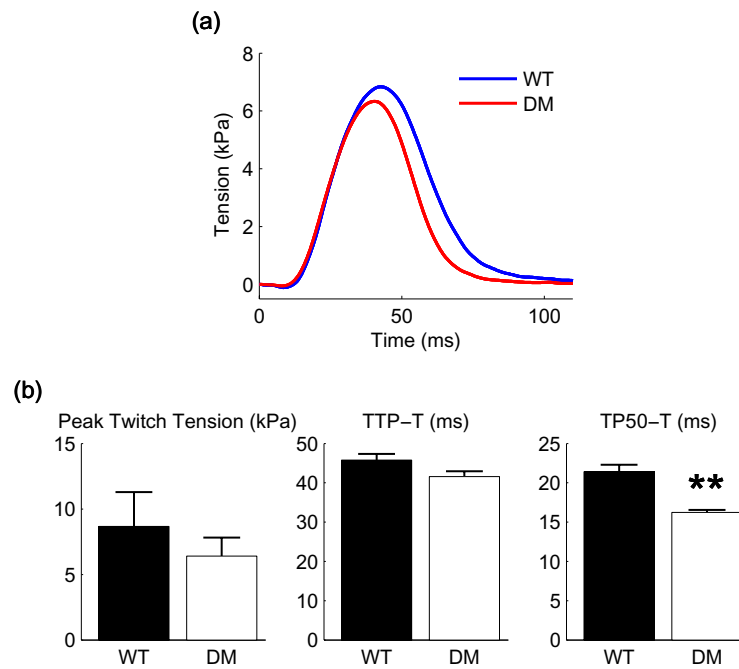 (a)
8
6
4
2
0
Tension (kPa)
WT
DM
0 50 100
Time (ms)
(b)
Peak Twitch Tension (kPa)
15
10
5
0
WT DM
TTP−T (ms)
50
40
30
20
10
0
WT DM
TP50−T (ms)
25
20
15
10
5
0
**
WT DM